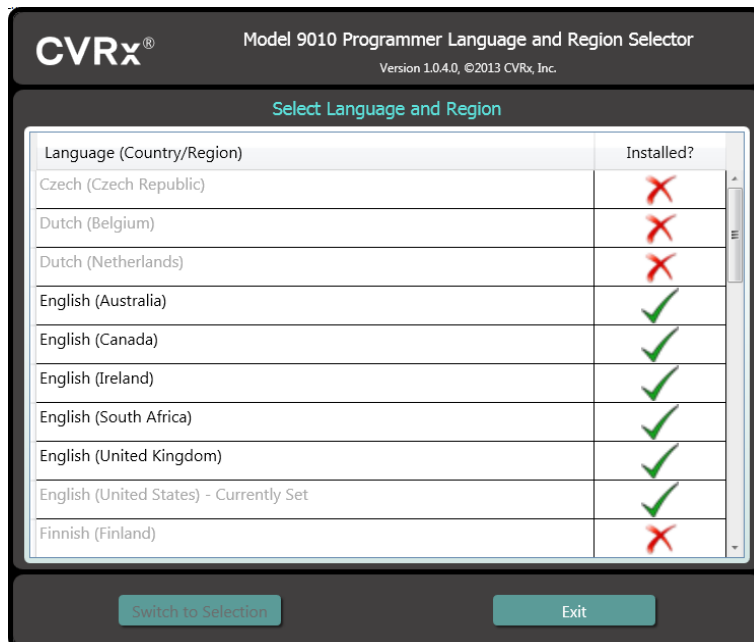 CVRx®
Model 9010 Programmer Language and Region Selector
Version 1.0.4.0, ©2013 CVRx, Inc.
Select Language and Region
Language (Country/Region) Installed?
Czech (Czech Republic)
Dutch (Belgium)
Dutch (Netherlands)
English (Australia)
English (Canada)
English (Ireland)
English (South Africa)
English (United Kingdom)
English (United States) - Currently Set
Finnish (Finland)
Switch to Selection Exit